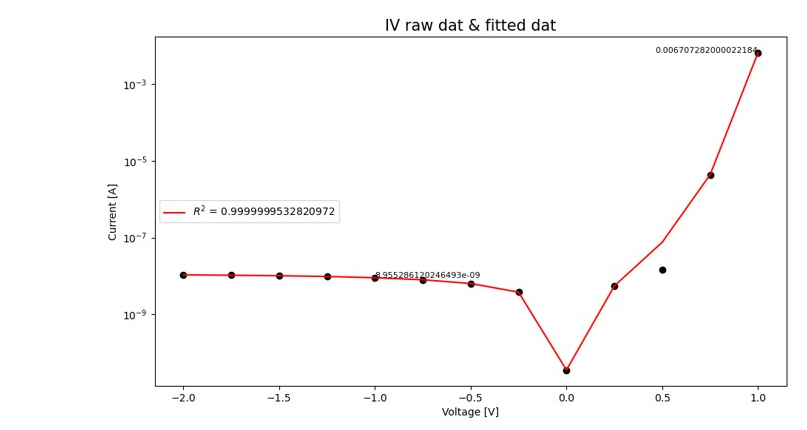 IV raw dat & fitted dat
0.006707282000022184
10⁻³
10⁻⁵
Current [A]
R² = 0.9999999532820972
10⁻⁷
8.955286120246493e-09
10⁻⁹
−2.0 −1.5 −1.0 −0.5 0.0 0.5 1.0
Voltage [V]